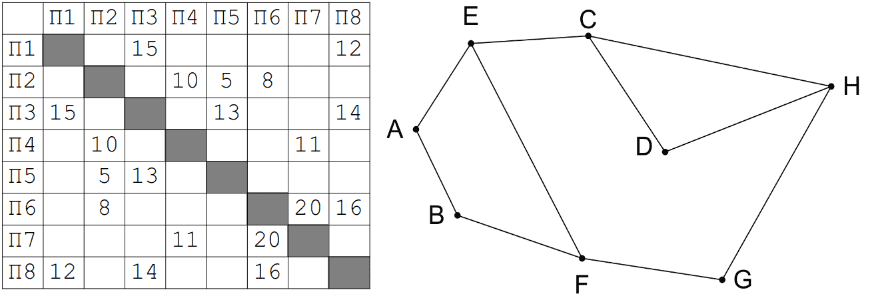 П1 П2 П3 П4 П5 П6 П7 П8
П1 15 12
П2 10 5 8
П3 15 13 14
П4 10 11
П5 5 13
П6 8 20 16
П7 11 20
П8 12 14 16
E
C
H
A
D
B
F
G